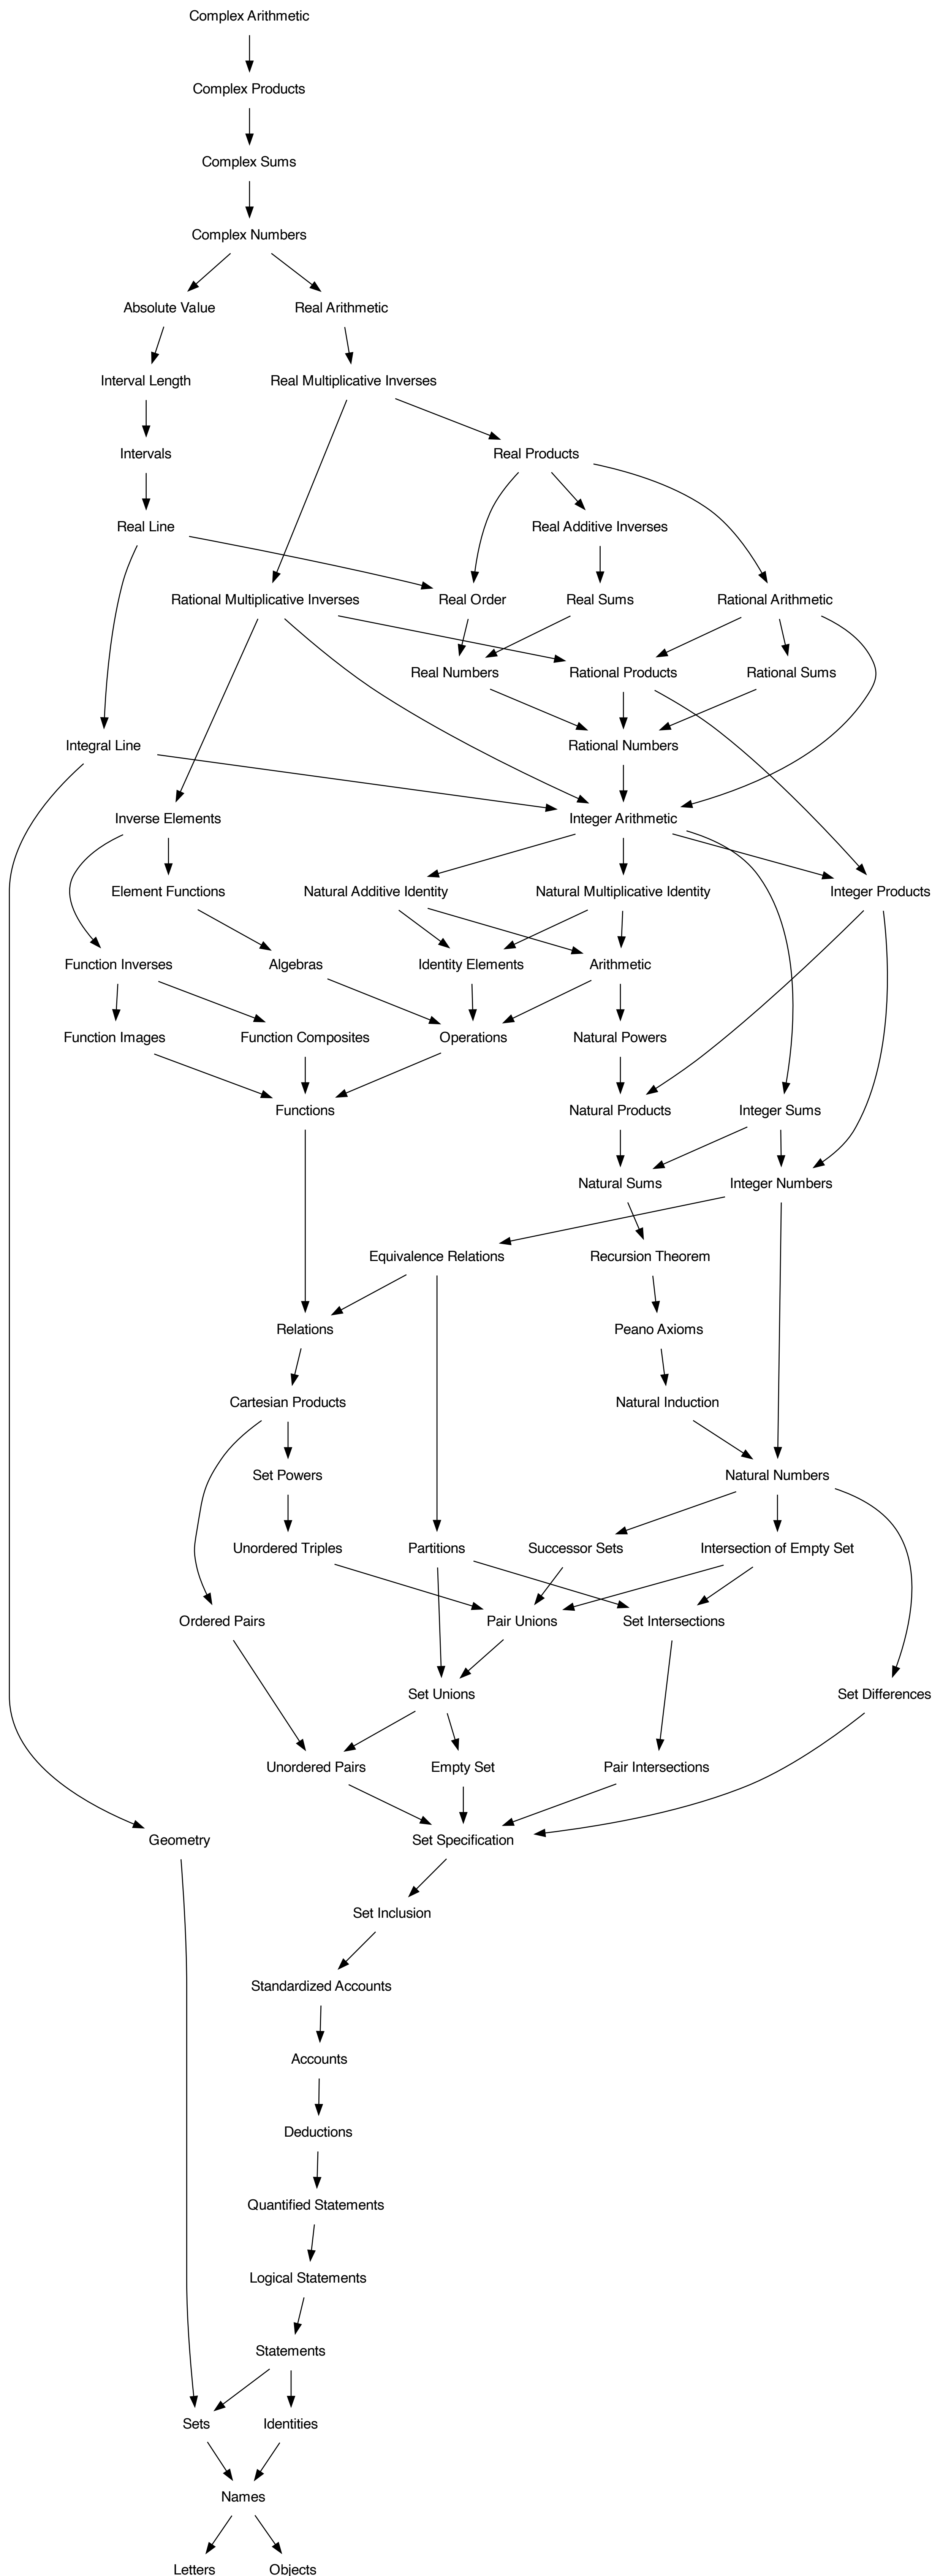 Complex Arithmetic
Complex Products
Complex Sums
Complex Numbers
Absolute Value
Real Arithmetic
Interval Length
Real Multiplicative Inverses
Intervals
Real Products
Real Line
Real Additive Inverses
Rational Multiplicative Inverses
Real Order
Real Sums
Rational Arithmetic
Real Numbers
Rational Products
Rational Sums
Integral Line
Rational Numbers
Inverse Elements
Integer Arithmetic
Element Functions
Natural Additive Identity
Natural Multiplicative Identity
Integer Products
Function Inverses
Algebras
Identity Elements
Arithmetic
Function Images
Function Composites
Operations
Natural Powers
Functions
Natural Products
Integer Sums
Natural Sums
Integer Numbers
Equivalence Relations
Recursion Theorem
Relations
Peano Axioms
Cartesian Products
Natural Induction
Set Powers
Natural Numbers
Unordered Triples
Partitions
Successor Sets
Intersection of Empty Set
Ordered Pairs
Pair Unions
Set Intersections
Set Unions
Set Differences
Unordered Pairs
Empty Set
Pair Intersections
Geometry
Set Specification
Set Inclusion
Standardized Accounts
Accounts
Deductions
Quantified Statements
Logical Statements
Statements
Sets
Identities
Names
Letters
Objects